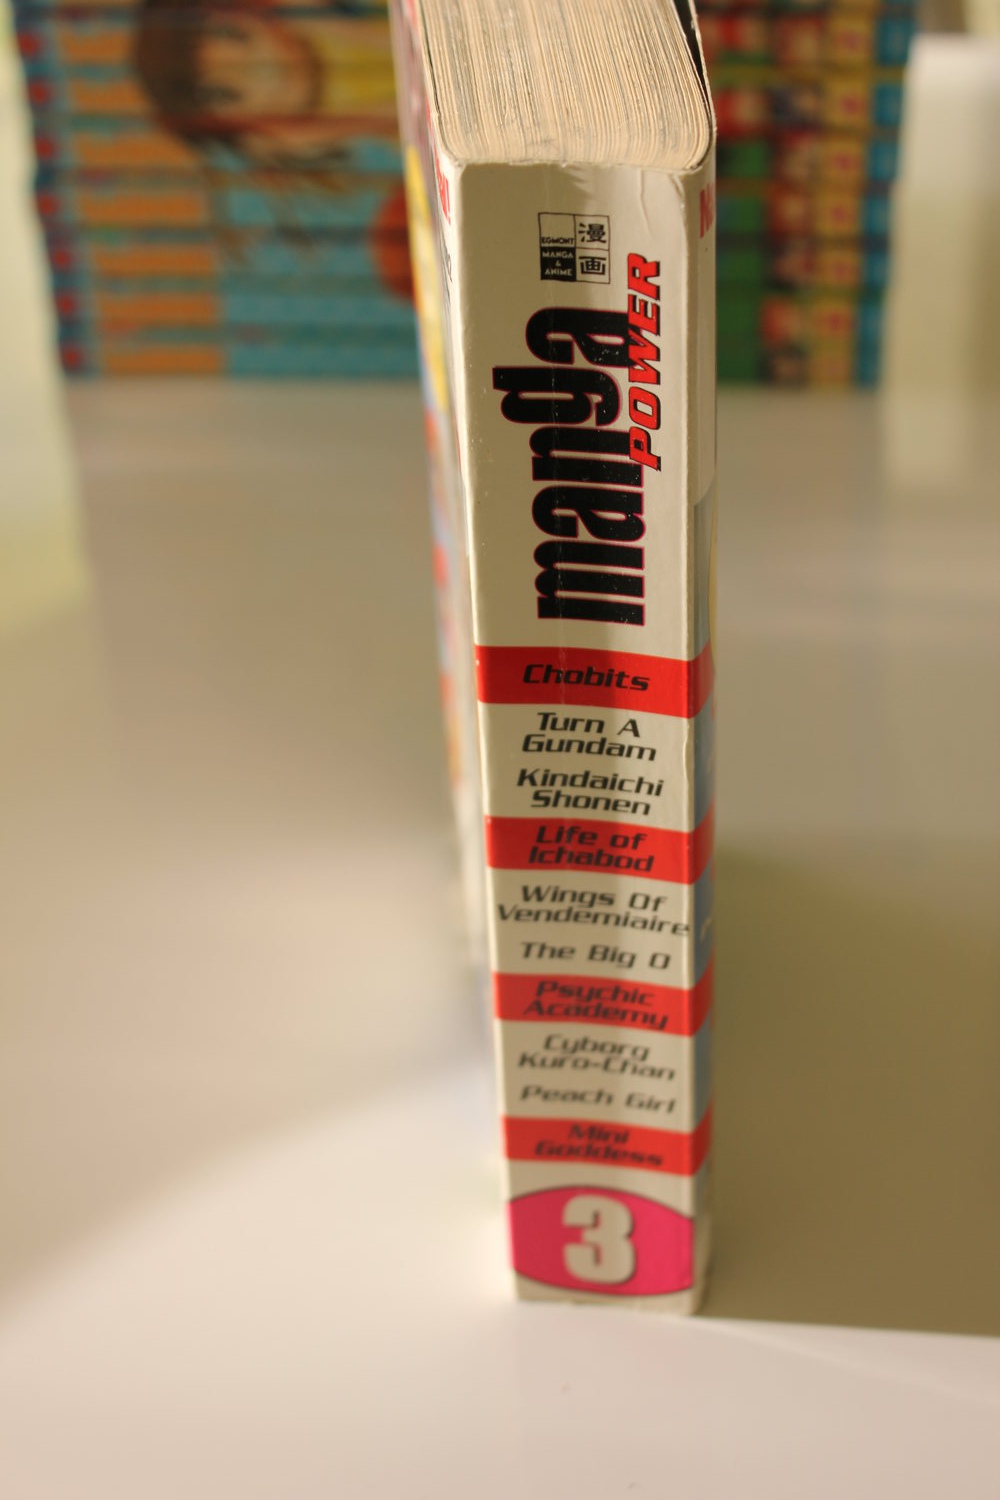 EGMONT
漫
MANGA
&
ANIME
画
manga
POWER
Chobits
Turn A
Gundam
Kindaichi
Shonen
Life of
Ichabod
Wings Of
Vendemiaire
The Big O
Psychic
Academy
Cyborg
Kuro-Chan
Peach Girl
Mini
Goddess
3